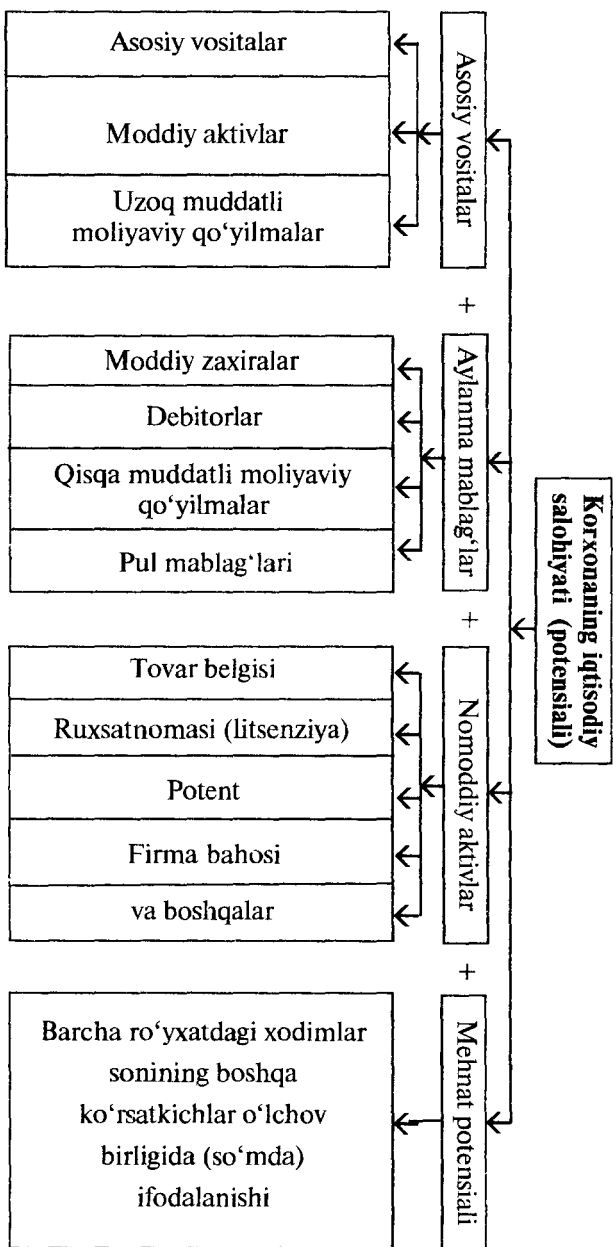 Korxonaning iqtisodiy
salohiyati (potensiali)
Asosiy vositalar
Asosiy vositalar
Moddiy aktivlar
Uzoq muddatli
moliyaviy qo‘yilmalar
+
Aylanma mablag‘lar
Moddiy zaxiralar
Debitorlar
Qisqa muddatli moliyaviy
qo‘yilmalar
Pul mablag‘lari
+
Nomoddiy aktivlar
Tovar belgisi
Ruxsatnomasi (litsenziya)
Potent
Firma bahosi
va boshqalar
+
Mehnat potensiali
Barcha ro‘yxatdagi xodimlar
sonining boshqa
ko‘rsatkichlar o‘lchov
birligida (so‘mda)
ifodalanishi